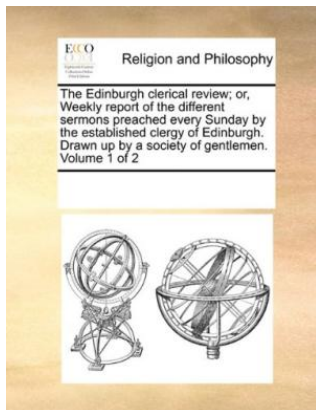 ECCO
Religion and Philosophy
The Edinburgh clerical review; or,
Weekly report of the different
sermons preached every Sunday by
the established clergy of Edinburgh.
Drawn up by a society of gentlemen.
Volume 1 of 2